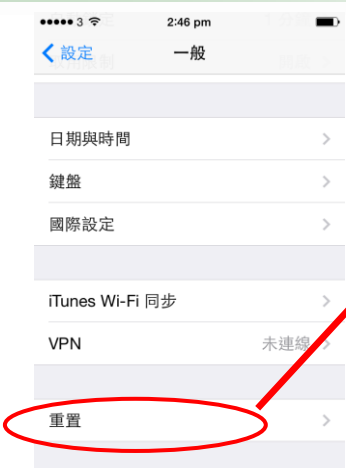 ●●●●● 3 2:46 pm
設定 一般
日期與時間
鍵盤
國際設定
iTunes Wi-Fi 同步
VPN 未連線
重置